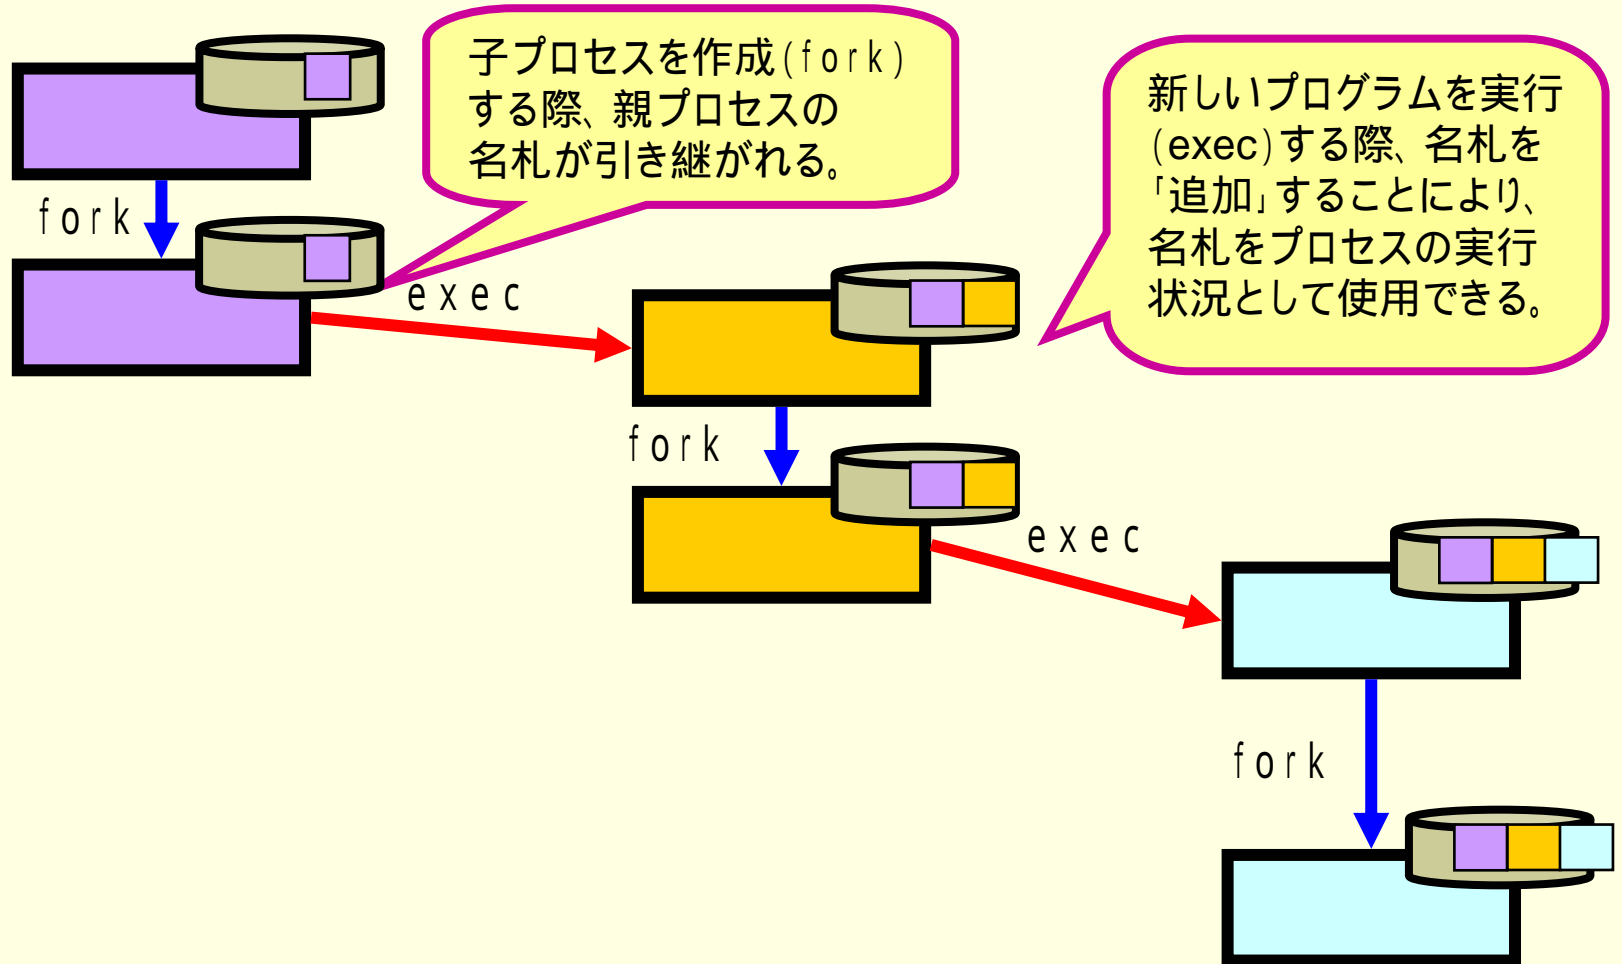 子プロセスを作成(fork)
する際、親プロセスの
名札が引き継がれる。
新しいプログラムを実行
(exec)する際、名札を
「追加」することにより、
名札をプロセスの実行
状況として使用できる。
fork
exec
fork
exec
fork